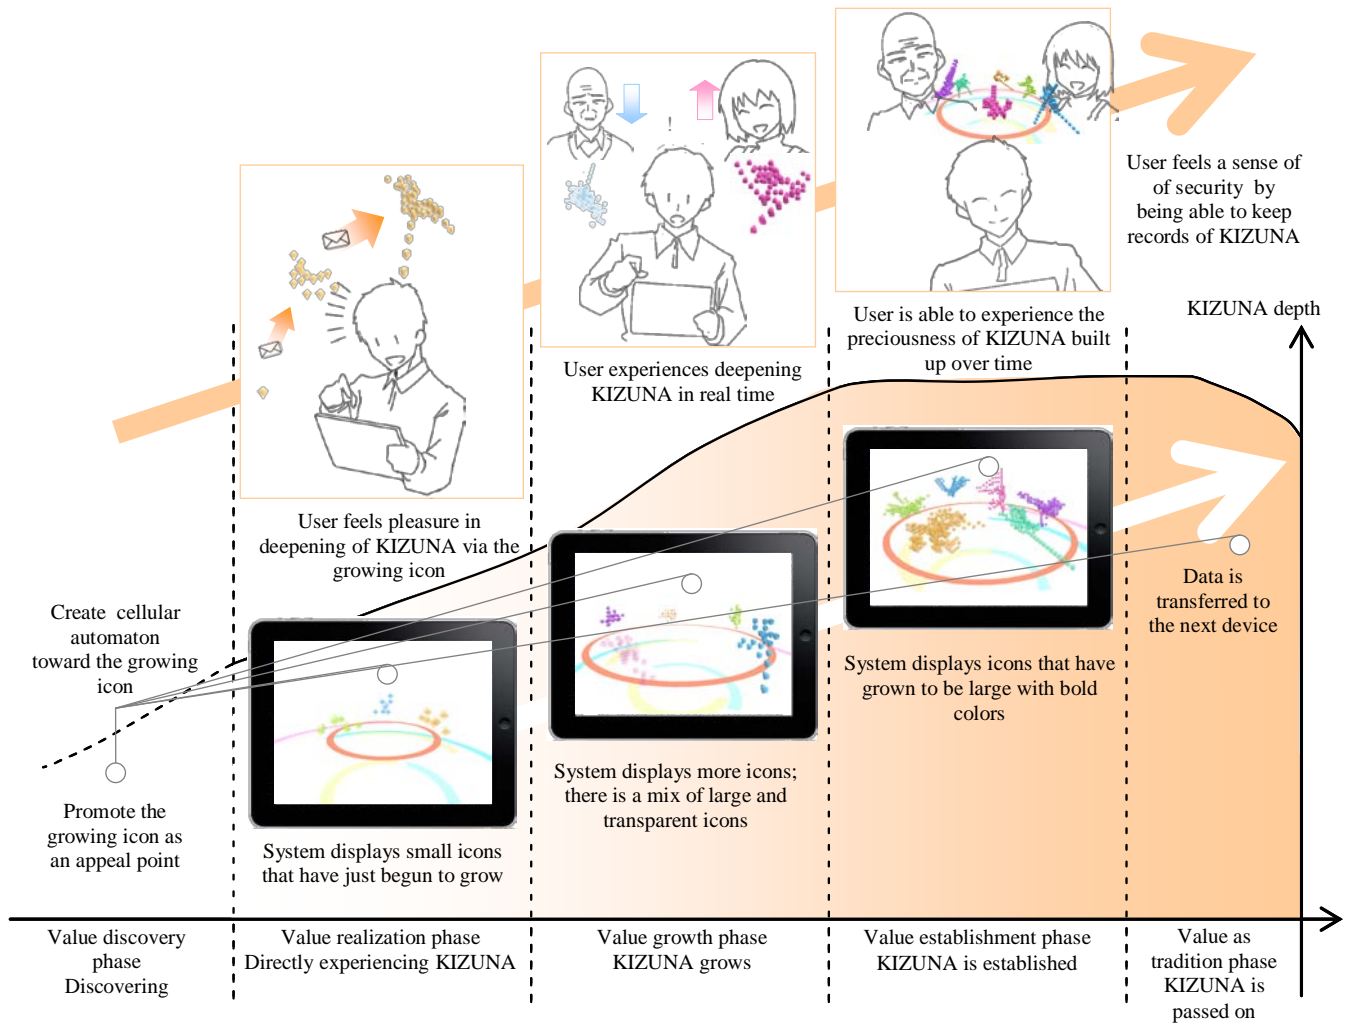 User feels a sense of
of security by
being able to keep
records of KIZUNA
KIZUNA depth
User is able to experience the
preciousness of KIZUNA built
up over time
User experiences deepening
KIZUNA in real time
User feels pleasure in
deepening of KIZUNA via the
growing icon
Create cellular
automaton
toward the growing
icon
Promote the
growing icon as
an appeal point
System displays small icons
that have just begun to grow
System displays more icons;
there is a mix of large and
transparent icons
System displays icons that have
grown to be large with bold
colors
Data is
transferred to
the next device
Value discovery
phase
Discovering
Value realization phase
Directly experiencing KIZUNA
Value growth phase
KIZUNA grows
Value establishment phase
KIZUNA is established
Value as
tradition phase
KIZUNA is
passed on